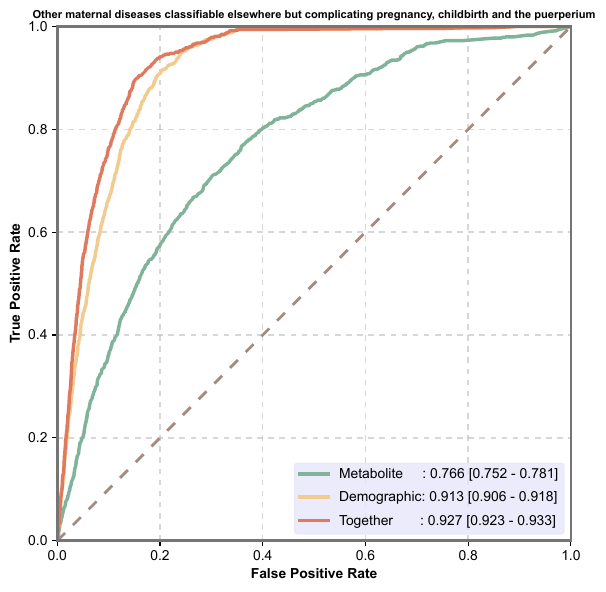 Other maternal diseases classifiable elsewhere but complicating pregnancy, childbirth and the puerperium
1.0
0.8
0.6
0.4
0.2
0.0
True Positive Rate
Metabolite : 0.766 [0.752 - 0.781]
Demographic: 0.913 [0.906 - 0.918]
Together : 0.927 [0.923 - 0.933]
0.0 0.2 0.4 0.6 0.8 1.0
False Positive Rate